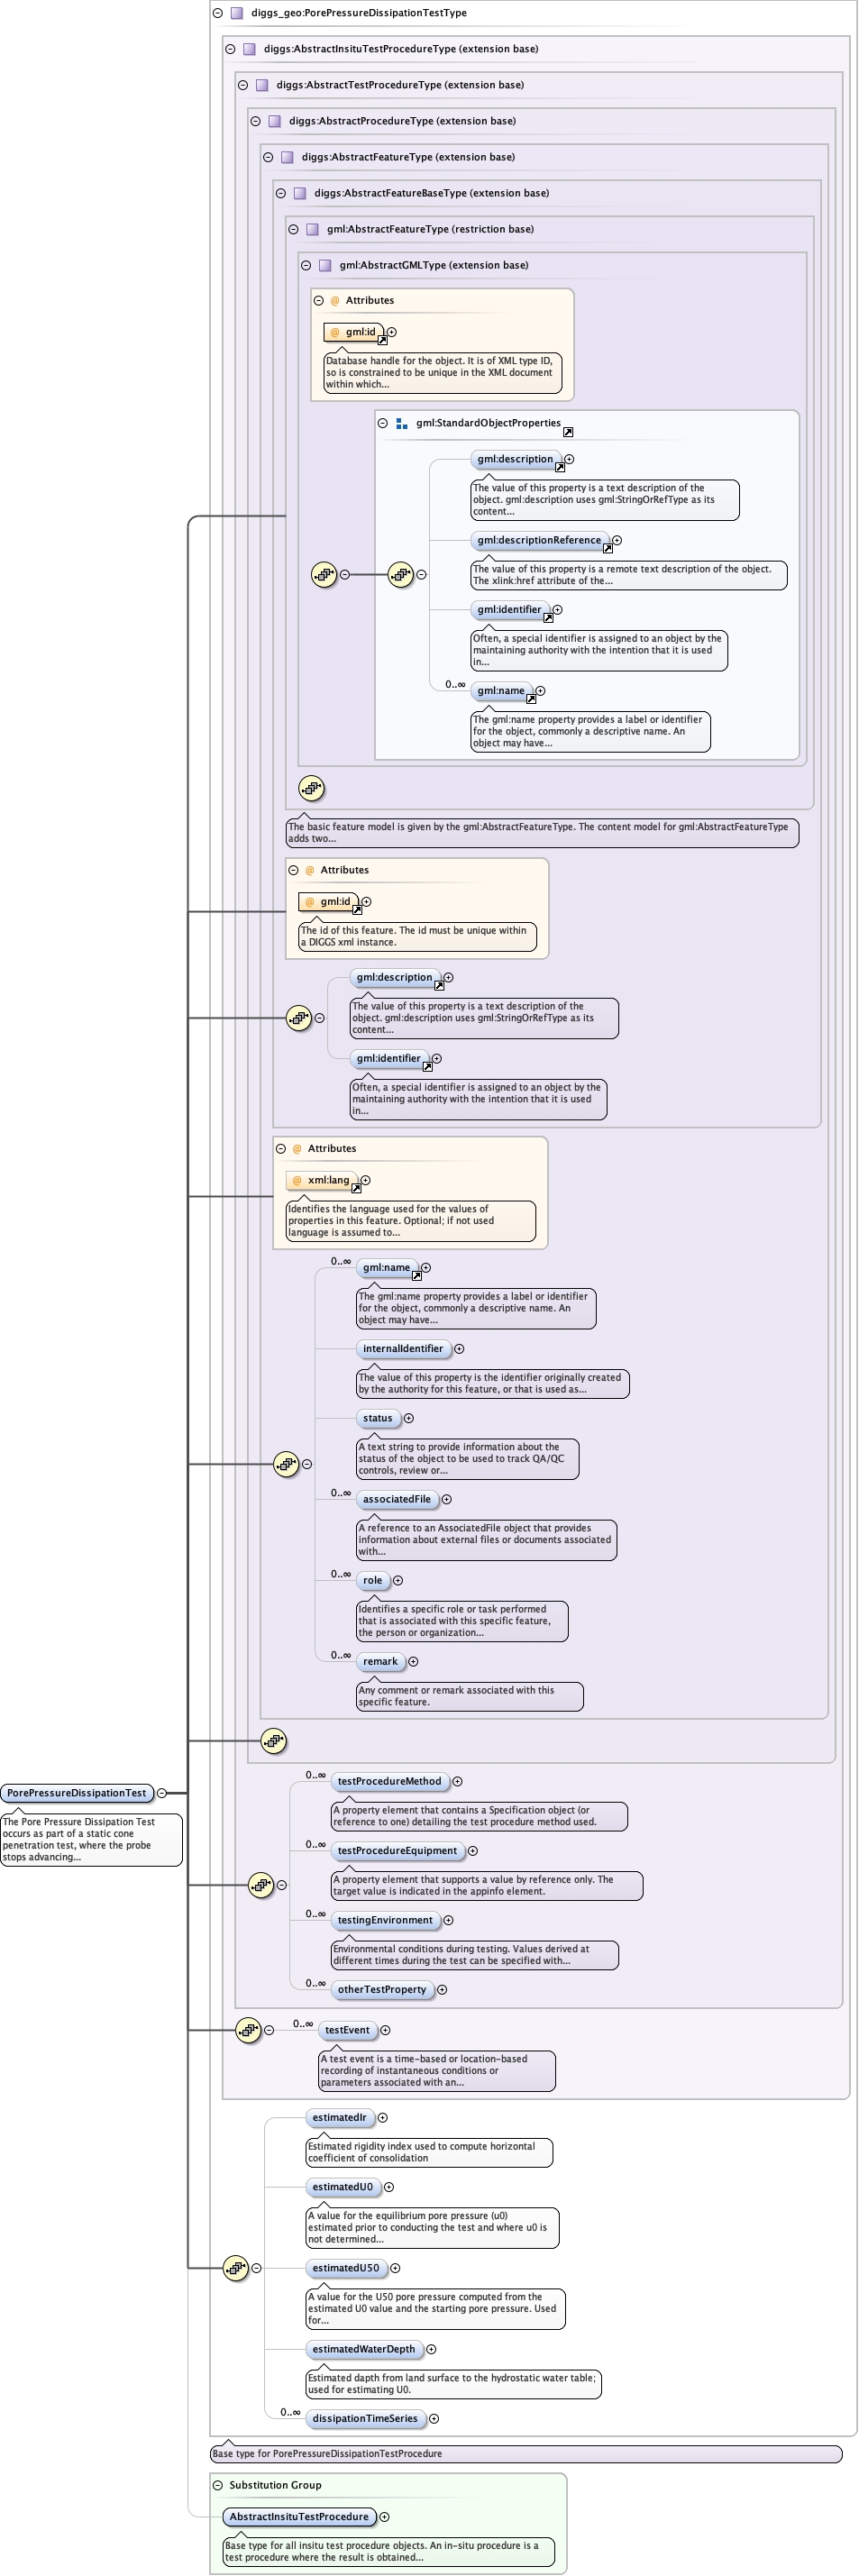 diggs_geo:PorePressureDissipationTestType
diggs:AbstractInsituTestProcedureType (extension base)
diggs:AbstractTestProcedureType (extension base)
diggs:AbstractProcedureType (extension base)
diggs:AbstractFeatureType (extension base)
diggs:AbstractFeatureBaseType (extension base)
gml:AbstractFeatureType (restriction base)
gml:AbstractGMLType (extension base)
@ Attributes
@ gml:id
Database handle for the object. It is of XML type ID,
so is constrained to be unique in the XML document
within which...
gml:StandardObjectProperties
gml:description
The value of this property is a text description of the
object. gml:description uses gml:StringOrRefType as its
content...
gml:descriptionReference
The value of this property is a remote text description of the object.
The xlink:href attribute of the...
gml:identifier
Often, a special identifier is assigned to an object by the
maintaining authority with the intention that it is used
in...
0..∞
gml:name
The gml:name property provides a label or identifier
for the object, commonly a descriptive name. An
object may have...
The basic feature model is given by the gml:AbstractFeatureType. The content model for gml:AbstractFeatureType
adds two...
@ Attributes
@ gml:id
The id of this feature. The id must be unique within
a DIGGS xml instance.
gml:description
The value of this property is a text description of the
object. gml:description uses gml:StringOrRefType as its
content...
gml:identifier
Often, a special identifier is assigned to an object by the
maintaining authority with the intention that it is used
in...
@ Attributes
@ xml:lang
Identifies the language used for the values of
properties in this feature. Optional; if not used
language is assumed to...
0..∞
gml:name
The gml:name property provides a label or identifier
for the object, commonly a descriptive name. An
object may have...
internalIdentifier
The value of this property is the identifier originally created
by the authority for this feature, or that is used as...
status
A text string to provide information about the
status of the object to be used to track QA/QC
controls, review or...
0..∞
associatedFile
A reference to an AssociatedFile object that provides
information about external files or documents associated
with...
0..∞
role
Identifies a specific role or task performed
that is associated with this specific feature,
the person or organization...
0..∞
remark
Any comment or remark associated with this
specific feature.
PorePressureDissipationTest
The Pore Pressure Dissipation Test
occurs as part of a static cone
penetration test, where the probe
stops advancing...
0..∞
testProcedureMethod
A property element that contains a Specification object (or
reference to one) detailing the test procedure method used.
0..∞
testProcedureEquipment
A property element that supports a value by reference only. The
target value is indicated in the appinfo element.
0..∞
testingEnvironment
Environmental conditions during testing. Values derived at
different times during the test can be specified with...
0..∞
otherTestProperty
0..∞
testEvent
A test event is a time-based or location-based
recording of instantaneous conditions or
parameters associated with an...
estimatedIr
Estimated rigidity index used to compute horizontal
coefficient of consolidation
estimatedU0
A value for the equilibrium pore pressure (u0)
estimated prior to conducting the test and where u0 is
not determined...
estimatedU50
A value for the U50 pore pressure computed from the
estimated U0 value and the starting pore pressure. Used
for...
estimatedWaterDepth
Estimated dapth from land surface to the hydrostatic water table;
used for estimating U0.
0..∞
dissipationTimeSeries
Base type for PorePressureDissipationTestProcedure
Substitution Group
AbstractInsituTestProcedure
Base type for all insitu test procedure objects. An in-situ procedure is a
test procedure where the result is obtained...